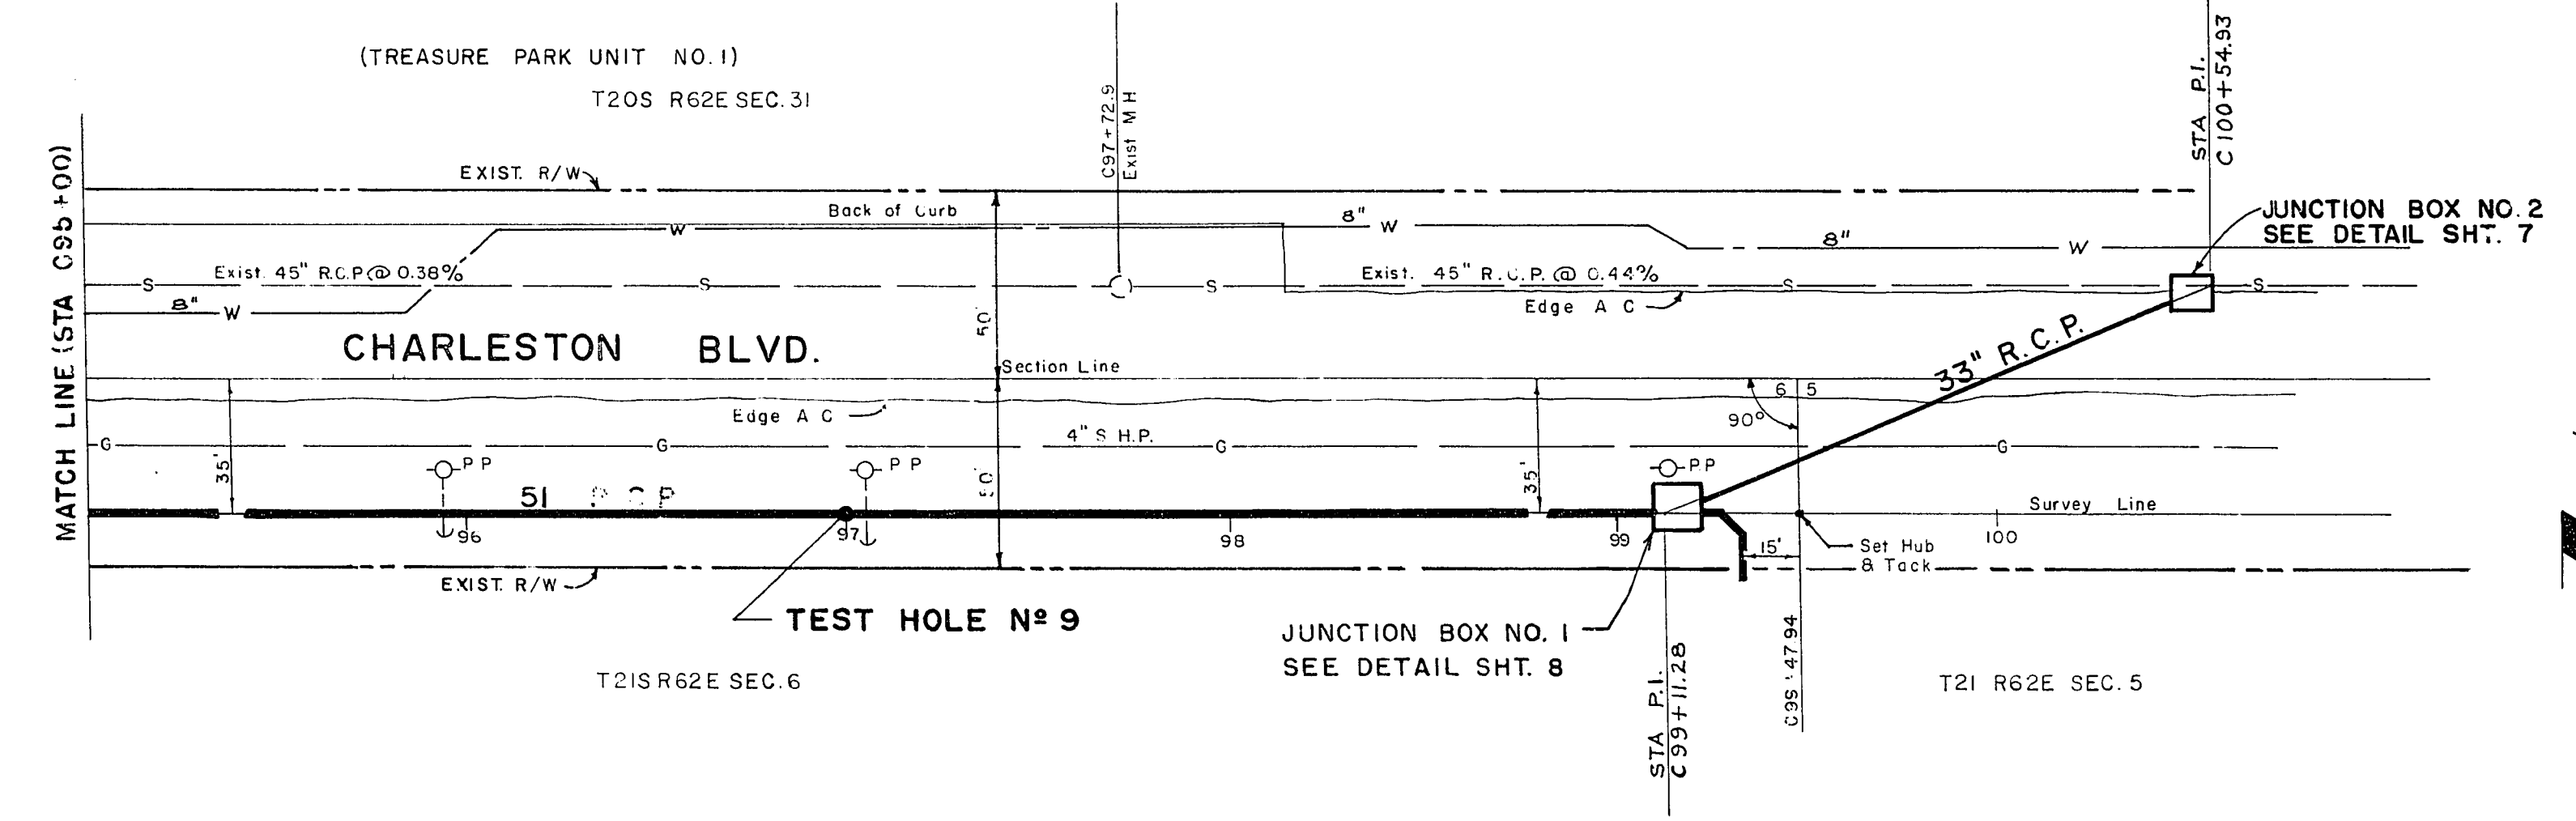 (TREASURE PARK UNIT NO. 1)
T20S R62E SEC. 31
MATCH LINE (STA C95+00)
EXIST. R/W
C97+72.9
Exist M H
STA P.I.
C100+54.93
Back of Curb
8"
W
W
8"
W
JUNCTION BOX NO. 2
SEE DETAIL SHT. 7
Exist. 45" R.C.P @ 0.38%
Exist. 45" R.C.P. @ 0.44%
S
S
S
S
S
8"
W
Edge A C
50'
CHARLESTON BLVD.
33" R.C.P.
Section Line
6 5
90°
Edge A C
G
G
4" S H.P.
G
G
35'
P P
P P
35'
P.P
51
Survey Line
96
97
98
99
100
15'
Set Hub
& Tack
EXIST. R/W
TEST HOLE Nº 9
JUNCTION BOX NO. 1
SEE DETAIL SHT. 8
STA P.I.
C99+11.28
T21S R62E SEC. 6
T21 R62E SEC. 5